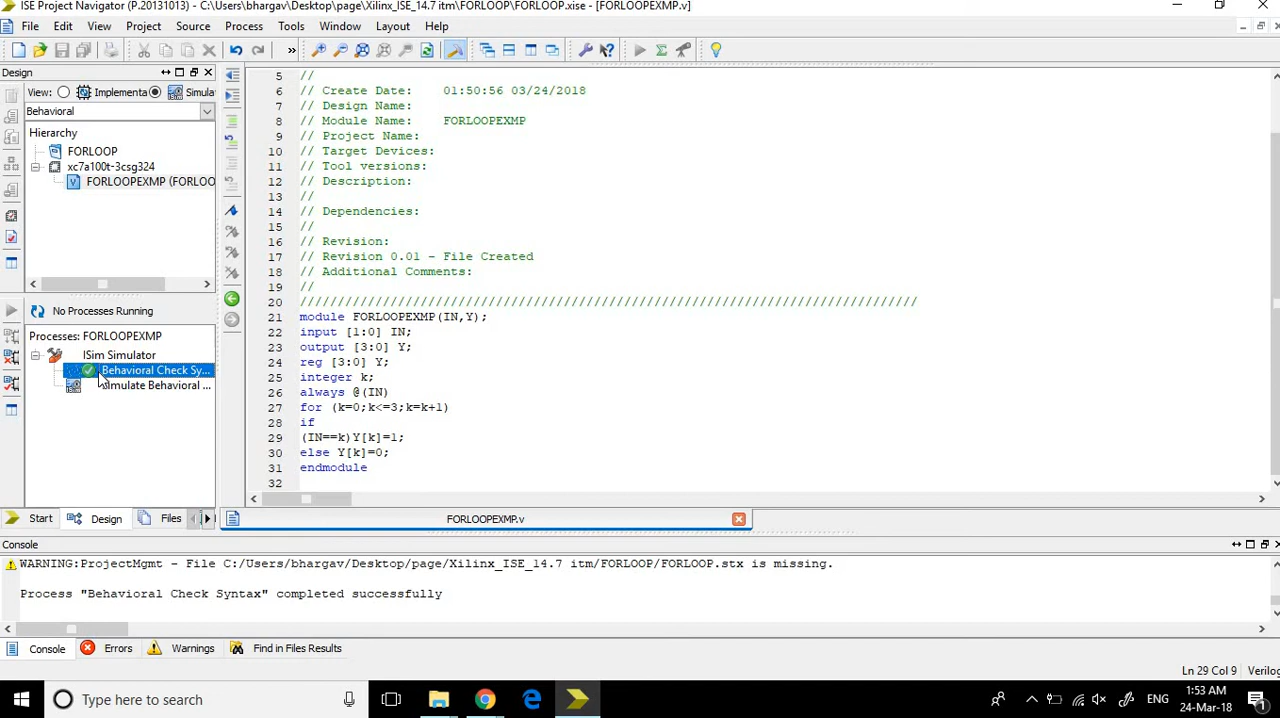 ISE Project Navigator (P.20131013) - C:\Users\bhargav\Desktop\page\Xilinx_ISE_14.7 itm\FORLOOP\FORLOOP.xise - [FORLOOPEXMP.v]
File Edit View Project Source Process Tools Window Layout Help
Design
View: Implementa Simula
Behavioral
Hierarchy
FORLOOP
xc7a100t-3csg324
FORLOOPEXMP (FORLOO
No Processes Running
Processes: FORLOOPEXMP
ISim Simulator
Behavioral Check Sy...
Simulate Behavioral ...
Start Design Files
5 //
6 // Create Date: 01:50:56 03/24/2018
7 // Design Name:
8 // Module Name: FORLOOPEXMP
9 // Project Name:
10 // Target Devices:
11 // Tool versions:
12 // Description:
13 //
14 // Dependencies:
15 //
16 // Revision:
17 // Revision 0.01 - File Created
18 // Additional Comments:
19 //
20 //////////////////////////////////////////////////////////////////////////////////
21 module FORLOOPEXMP(IN,Y);
22 input [1:0] IN;
23 output [3:0] Y;
24 reg [3:0] Y;
25 integer k;
26 always @(IN)
27 for (k=0;k<=3;k=k+1)
28 if
29 (IN==k)Y[k]=1;
30 else Y[k]=0;
31 endmodule
32
FORLOOPEXMP.v
Console
WARNING:ProjectMgmt - File C:/Users/bhargav/Desktop/page/Xilinx_ISE_14.7 itm/FORLOOP/FORLOOP.stx is missing.
Process "Behavioral Check Syntax" completed successfully
Console Errors Warnings Find in Files Results
Ln 29 Col 9 Verilog
Type here to search
ENG
1:53 AM
24-Mar-18
1